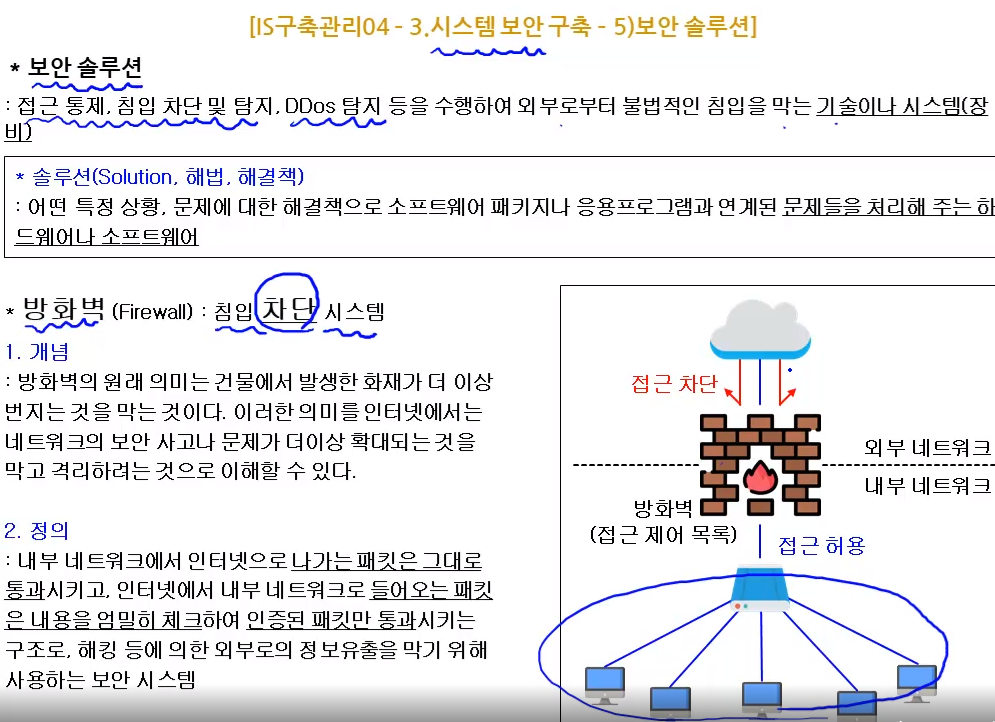 [IS구축관리04 - 3.시스템 보안 구축 - 5)보안 솔루션]
* 보안 솔루션
: 접근 통제, 침입 차단 및 탐지, DDos 탐지 등을 수행하여 외부로부터 불법적인 침입을 막는 기술이나 시스템(장
비)
* 솔루션(Solution, 해법, 해결책)
: 어떤 특정 상황, 문제에 대한 해결책으로 소프트웨어 패키지나 응용프로그램과 연계된 문제들을 처리해 주는 하
드웨어나 소프트웨어
* 방화벽 (Firewall) : 침입 차단 시스템
1. 개념
: 방화벽의 원래 의미는 건물에서 발생한 화재가 더 이상
번지는 것을 막는 것이다. 이러한 의미를 인터넷에서는
네트워크의 보안 사고나 문제가 더이상 확대되는 것을
막고 격리하려는 것으로 이해할 수 있다.
2. 정의
: 내부 네트워크에서 인터넷으로 나가는 패킷은 그대로
통과시키고, 인터넷에서 내부 네트워크로 들어오는 패킷
은 내용을 엄밀히 체크하여 인증된 패킷만 통과시키는
구조로, 해킹 등에 의한 외부로의 정보유출을 막기 위해
사용하는 보안 시스템
접근 차단
외부 네트워크
내부 네트워크
방화벽
(접근 제어 목록)
접근 허용